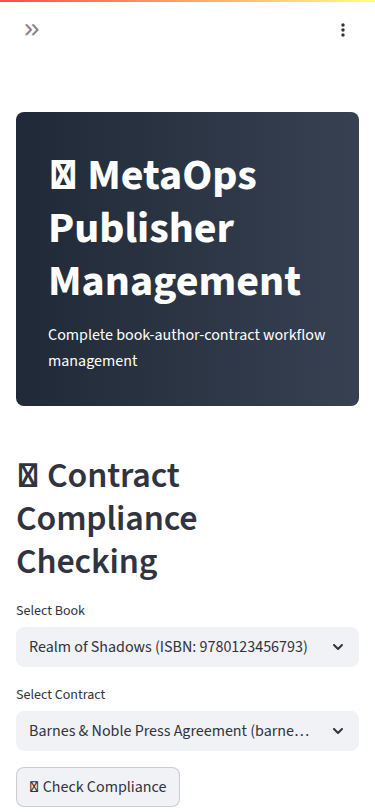 MetaOps
Publisher
Management
Complete book-author-contract workflow
management
Contract
Compliance
Checking
Select Book
Realm of Shadows (ISBN: 9780123456793)
Select Contract
Barnes & Noble Press Agreement (barne…
Check Compliance